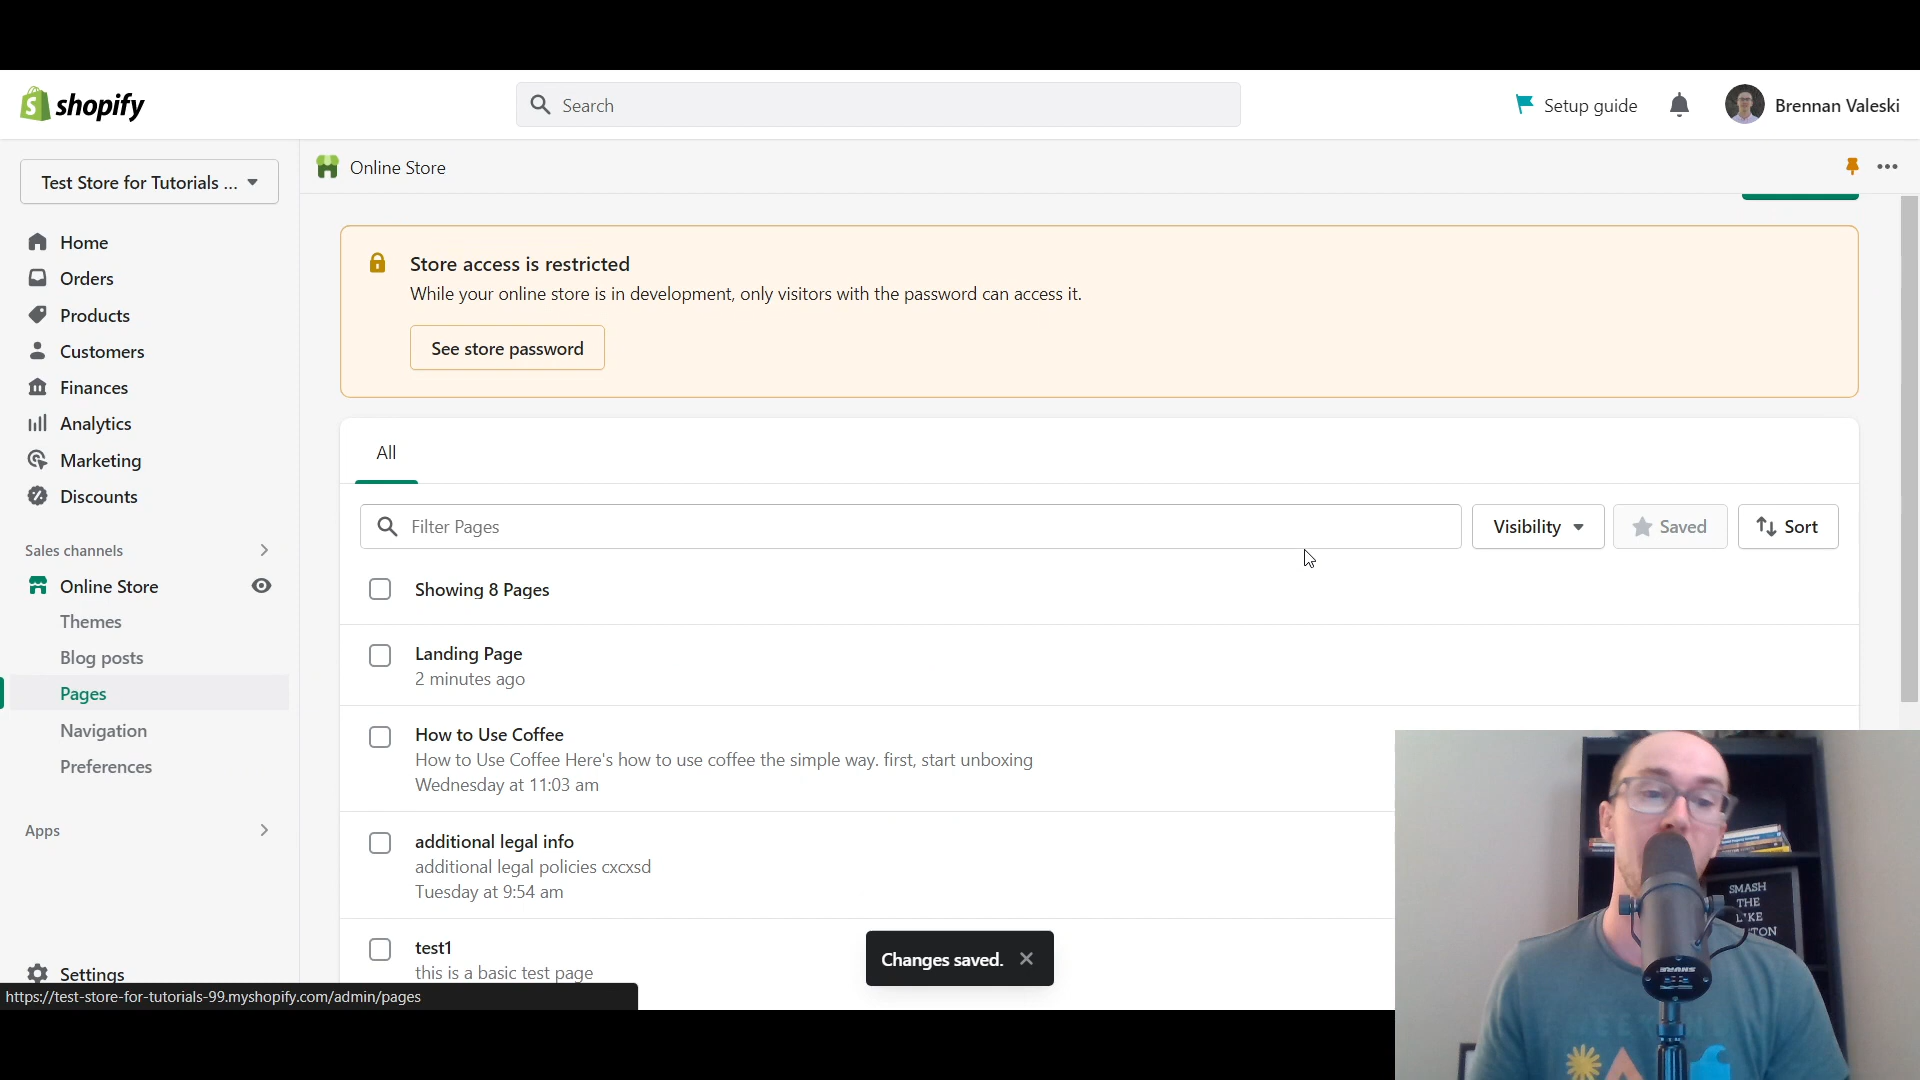 shopify
Search
Setup guide
Brennan Valeski
Test Store for Tutorials ...
Online Store
Home
Orders
Products
Customers
Finances
Analytics
Marketing
Discounts
Sales channels
Online Store
Themes
Blog posts
Pages
Navigation
Preferences
Apps
Settings
https://test-store-for-tutorials-99.myshopify.com/admin/pages
Store access is restricted
While your online store is in development, only visitors with the password can access it.
See store password
All
Filter Pages
Visibility
Saved
Sort
Showing 8 Pages
Landing Page
2 minutes ago
How to Use Coffee
How to Use Coffee Here's how to use coffee the simple way. first, start unboxing
Wednesday at 11:03 am
additional legal info
additional legal policies cxcxsd
Tuesday at 9:54 am
test1
this is a basic test page
Changes saved.
SMASH
THE